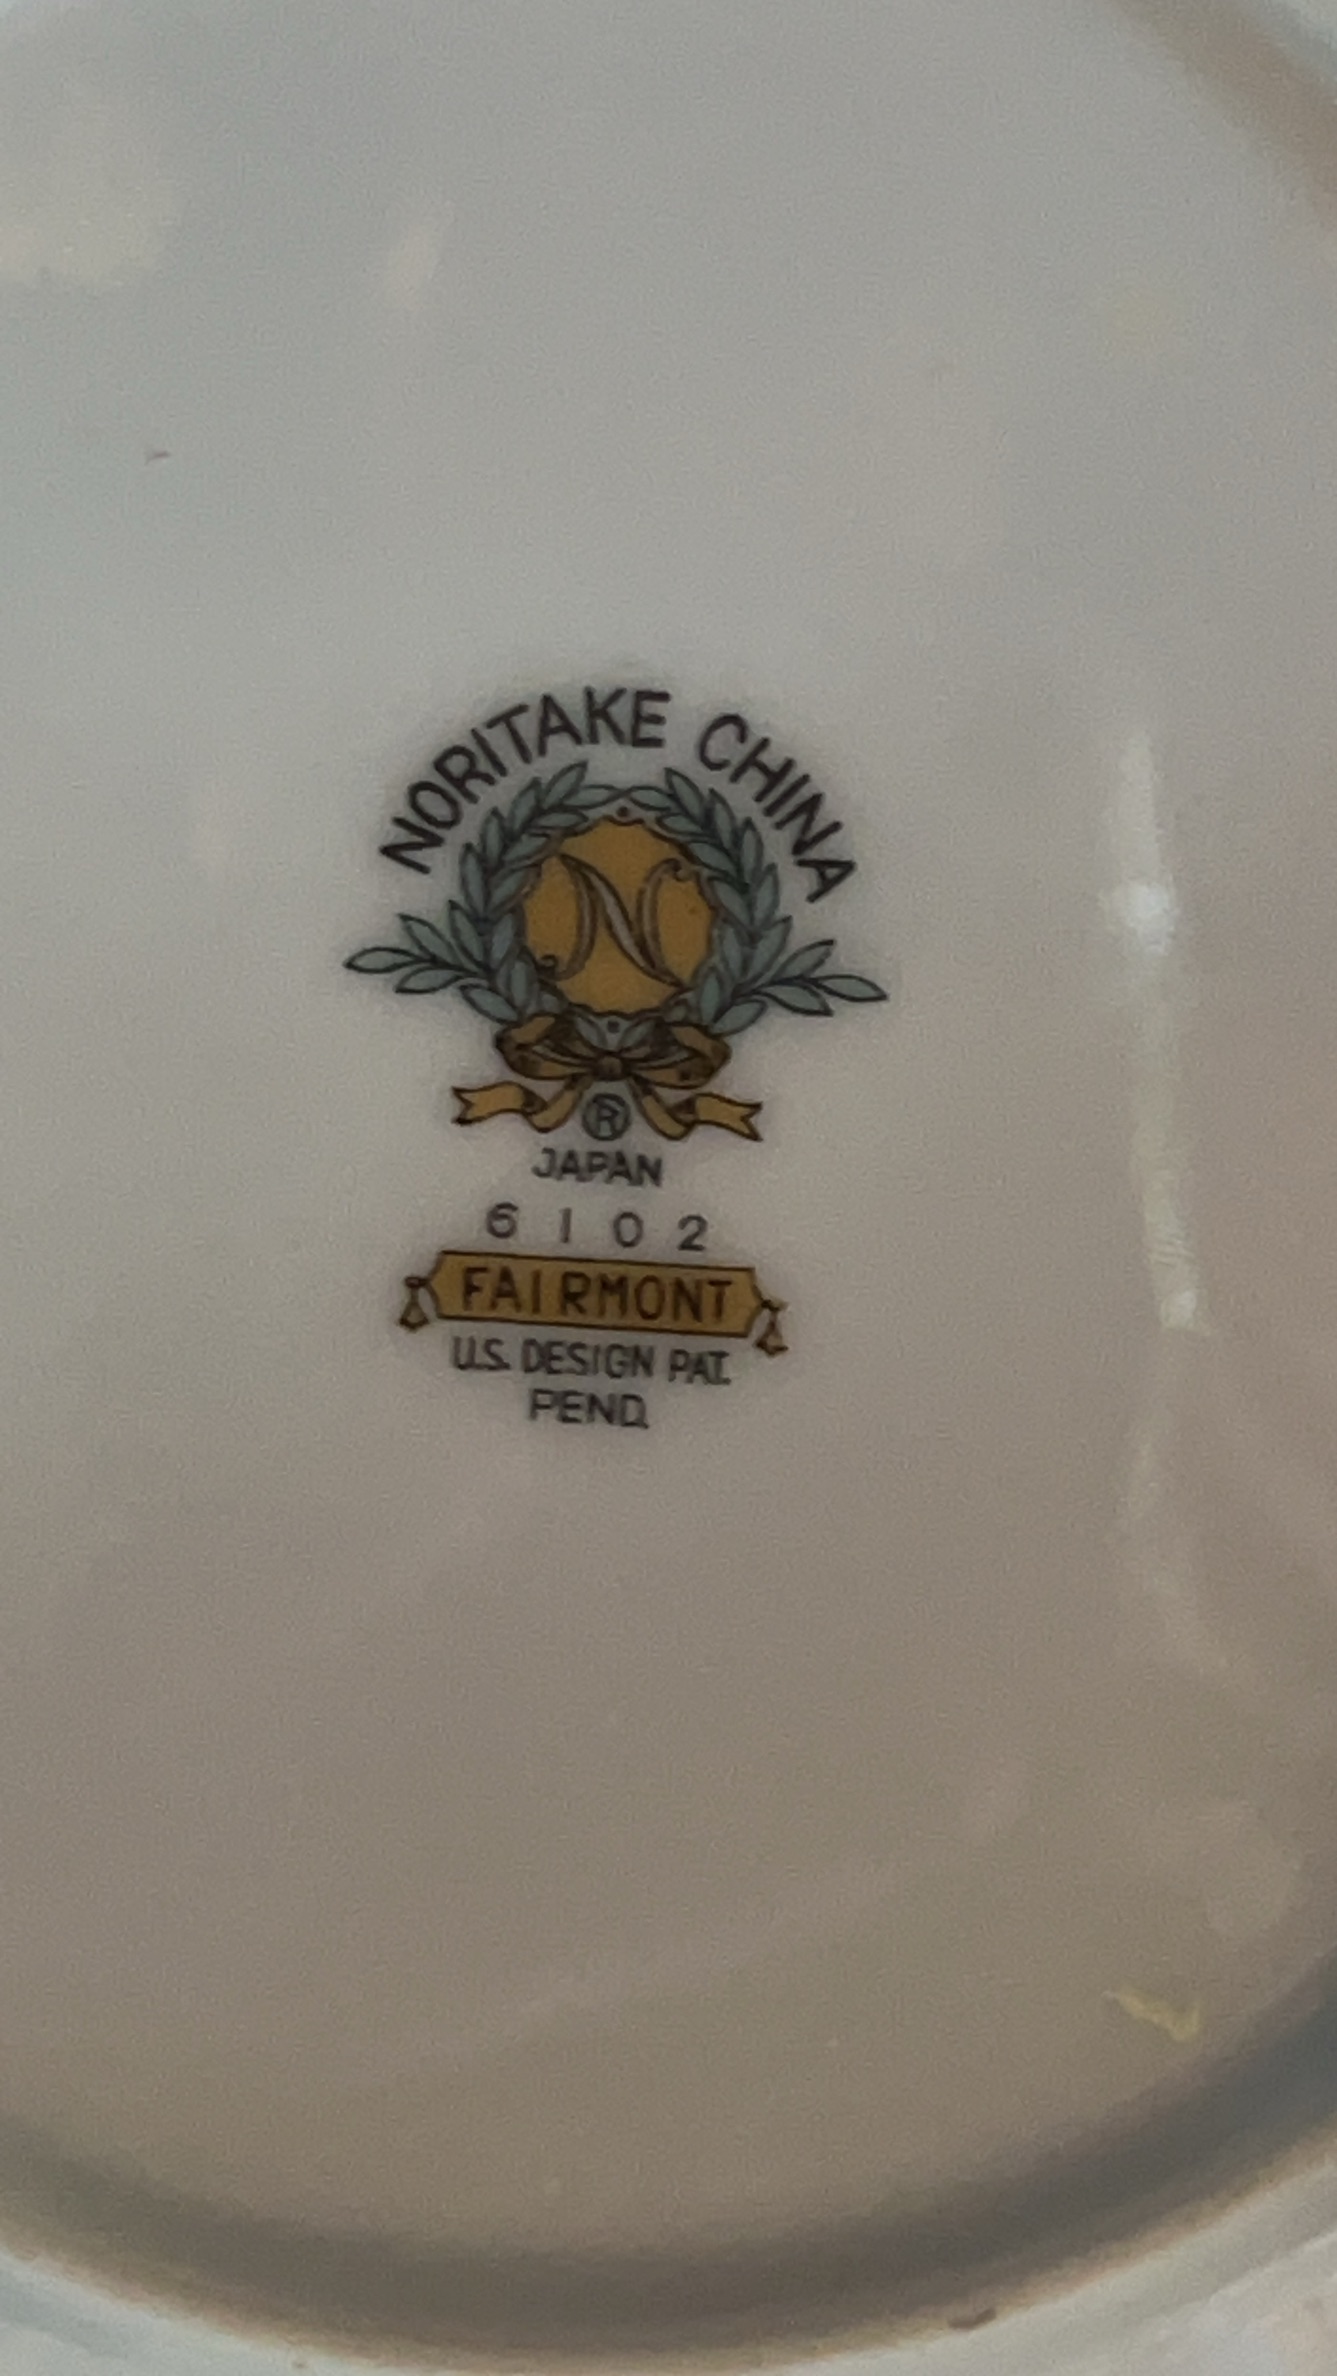 NORITAKE CHINA
N
®
JAPAN
6102
FAIRMONT
U.S. DESIGN PAT.
PEND.